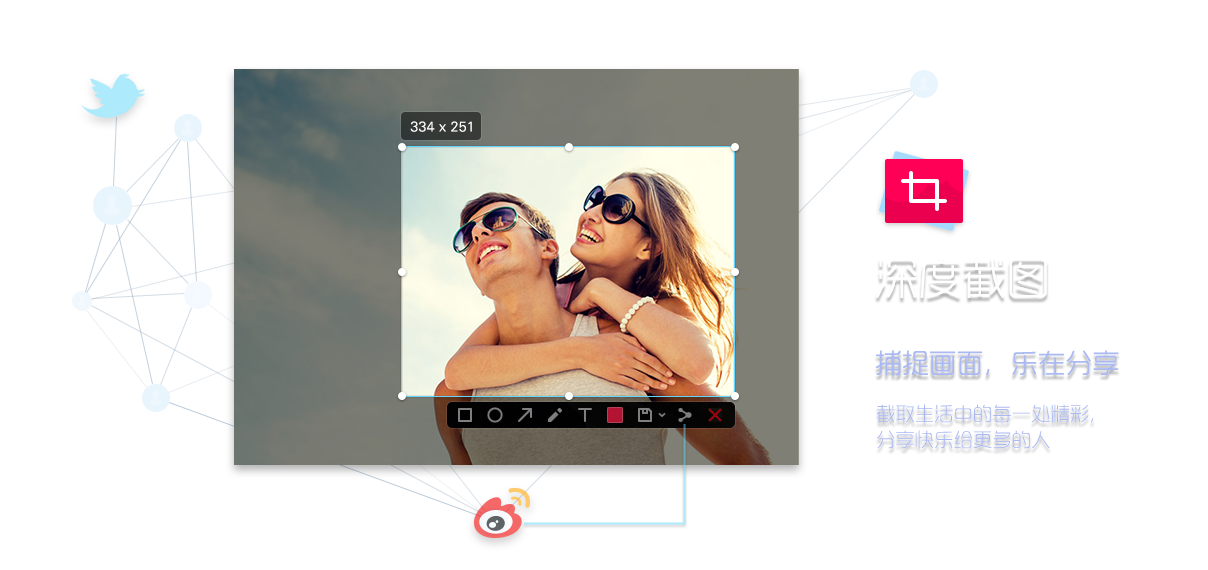 334 x 251
深度截图
捕捉画面，乐在分享
截取生活中的每一处精彩，
分享快乐给更多的人